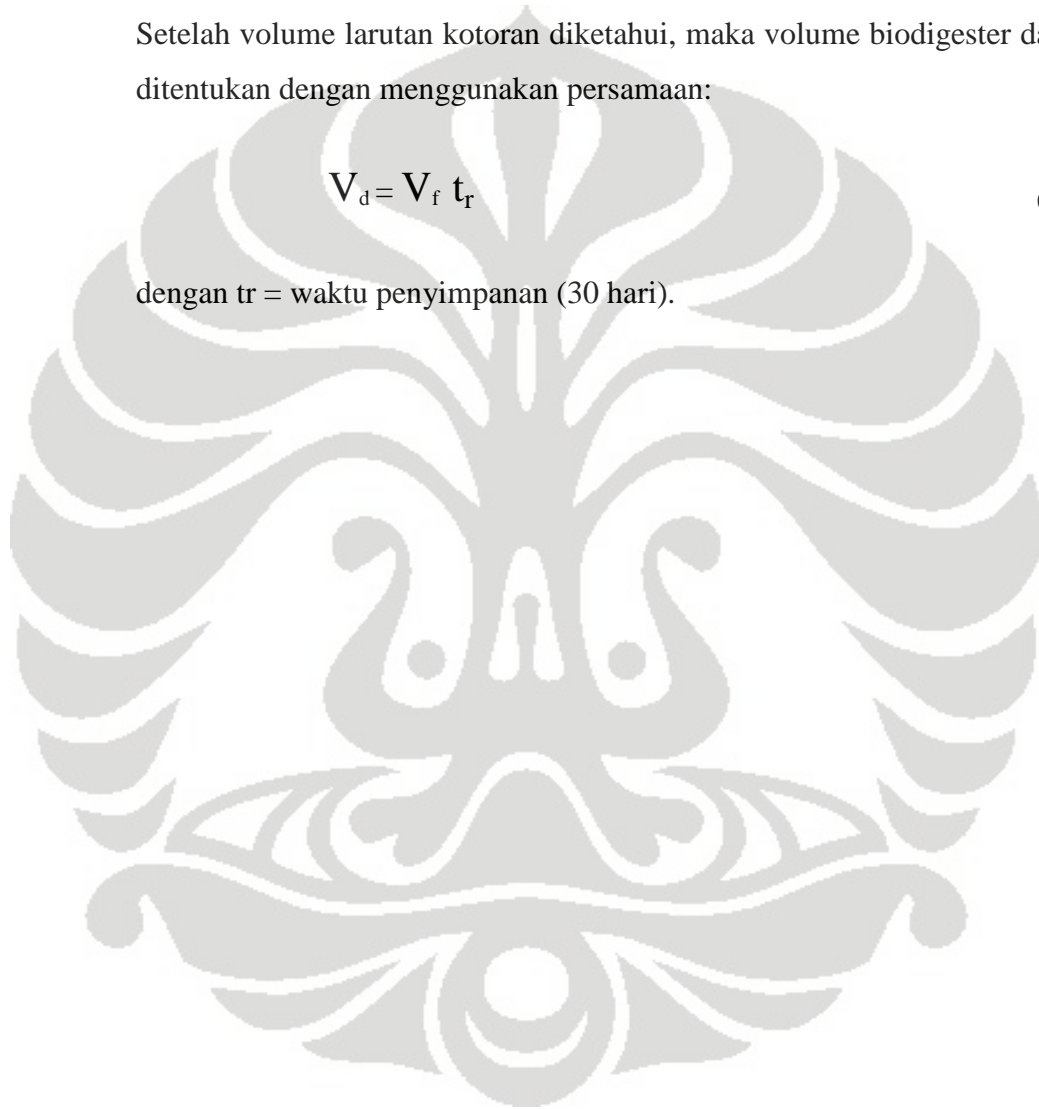 Setelah volume larutan kotoran diketahui, maka volume biodigester da
ditentukan dengan menggunakan persamaan:
V_d = V_f t_r
dengan tr = waktu penyimpanan (30 hari).